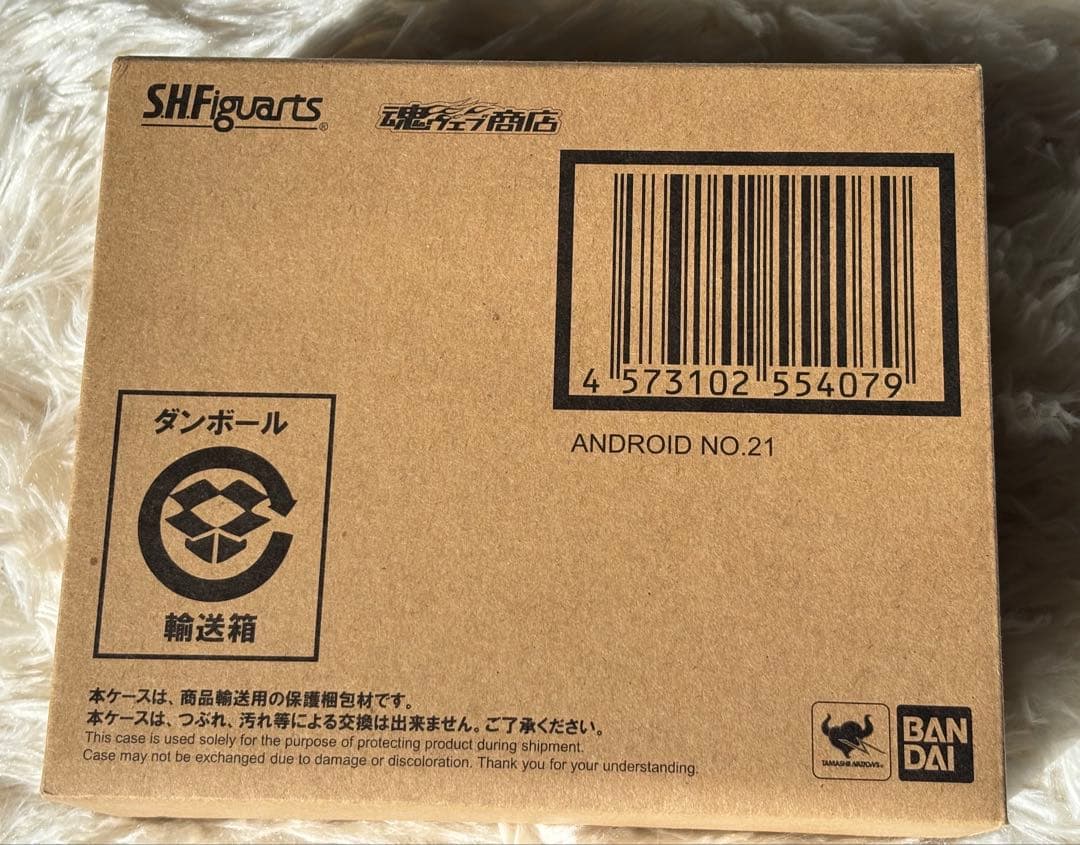 S.H.Figuarts®
魂ウェブ商店
4 573102 554079
ANDROID NO.21
ダンボール
輸送箱
本ケースは、商品輸送用の保護梱包材です。
本ケースは、つぶれ、汚れ等による交換は出来ません。ご了承ください。
This case is used solely for the purpose of protecting product during shipment.
Case may not be exchanged due to damage or discoloration. Thank you for your understanding.
TAMASHII NATIONS®
BAN
DAI